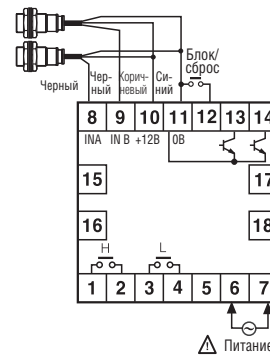 Блок/
сброс
Черный
Чер-
ный
Корич-
невый
Си-
ний
8 9 10 11 12 13 14
INA IN B +12В 0В
15
17
16
18
H L
1 2 3 4 5 6 7
Питание